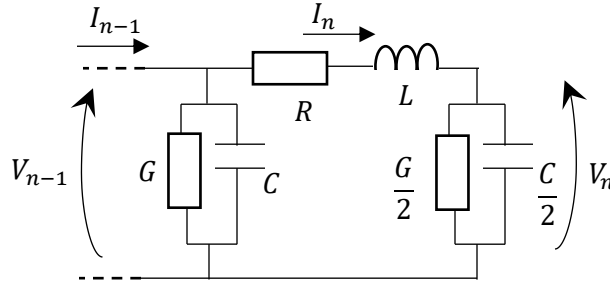 I_{n-1}
I_n
R
L
V_{n-1}
G
C
G/2
C/2
V_n